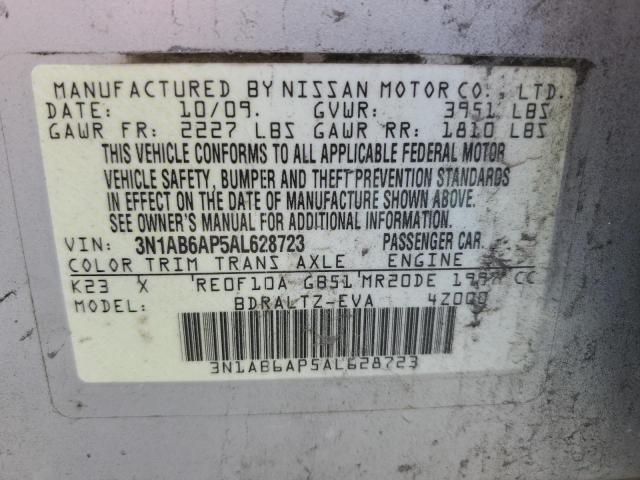 MANUFACTURED BY NISSAN MOTOR CO., LTD.
DATE: 10/09. GVWR: 3951 LBS
GAWR FR: 2227 LBS GAWR RR: 1810 LBS
THIS VEHICLE CONFORMS TO ALL APPLICABLE FEDERAL MOTOR
VEHICLE SAFETY, BUMPER AND THEFT PREVENTION STANDARDS
IN EFFECT ON THE DATE OF MANUFACTURE SHOWN ABOVE.
SEE OWNER'S MANUAL FOR ADDITIONAL INFORMATION.
VIN: 3N1AB6AP5AL628723 PASSENGER CAR.
COLOR TRIM TRANS AXLE ENGINE
K23 X RE0F10A GB51 MR20DE 1997 CC
MODEL: BDRALTZ-EVA 4Z000
3N1AB6AP5AL628723